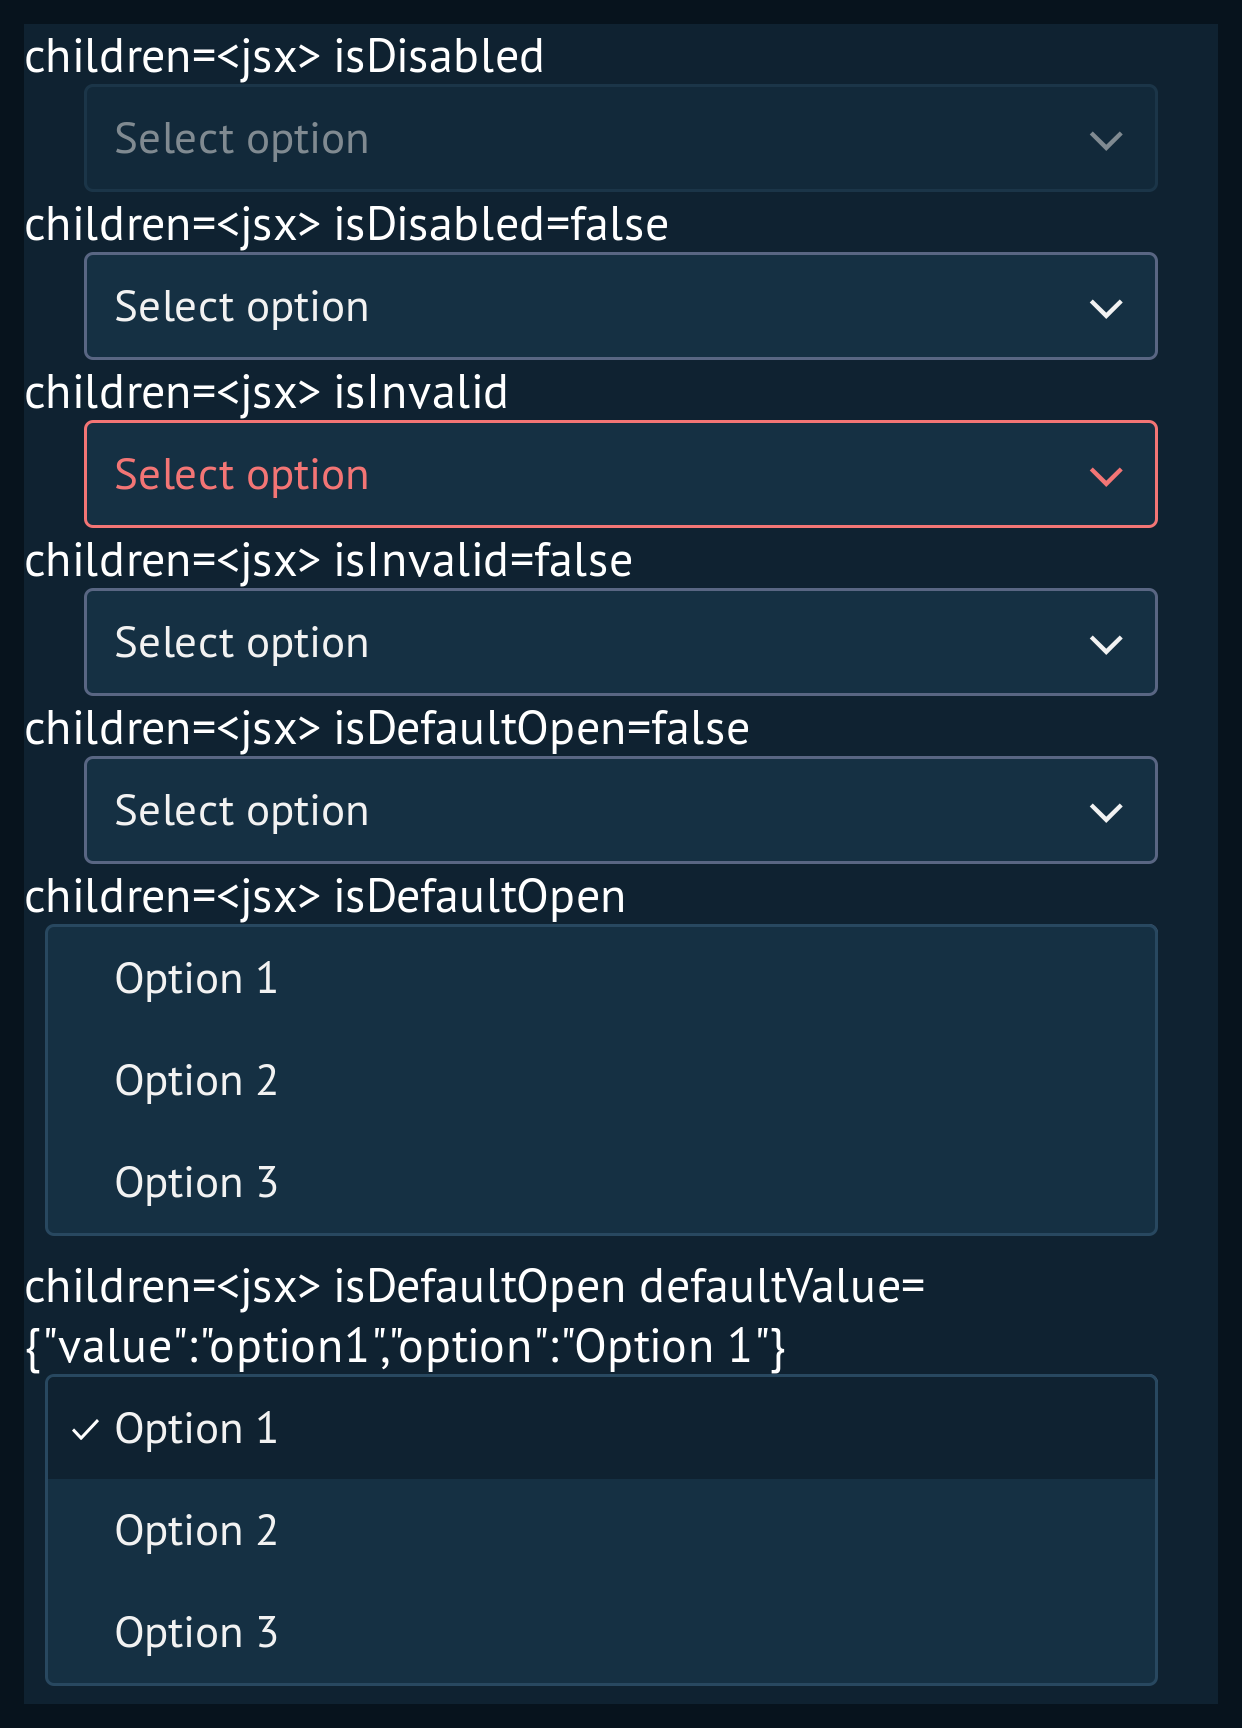 children=<jsx> isDisabled
Select option
children=<jsx> isDisabled=false
Select option
children=<jsx> isInvalid
Select option
children=<jsx> isInvalid=false
Select option
children=<jsx> isDefaultOpen=false
Select option
children=<jsx> isDefaultOpen
Option 1
Option 2
Option 3
children=<jsx> isDefaultOpen defaultValue=
{"value":"option1","option":"Option 1"}
Option 1
Option 2
Option 3